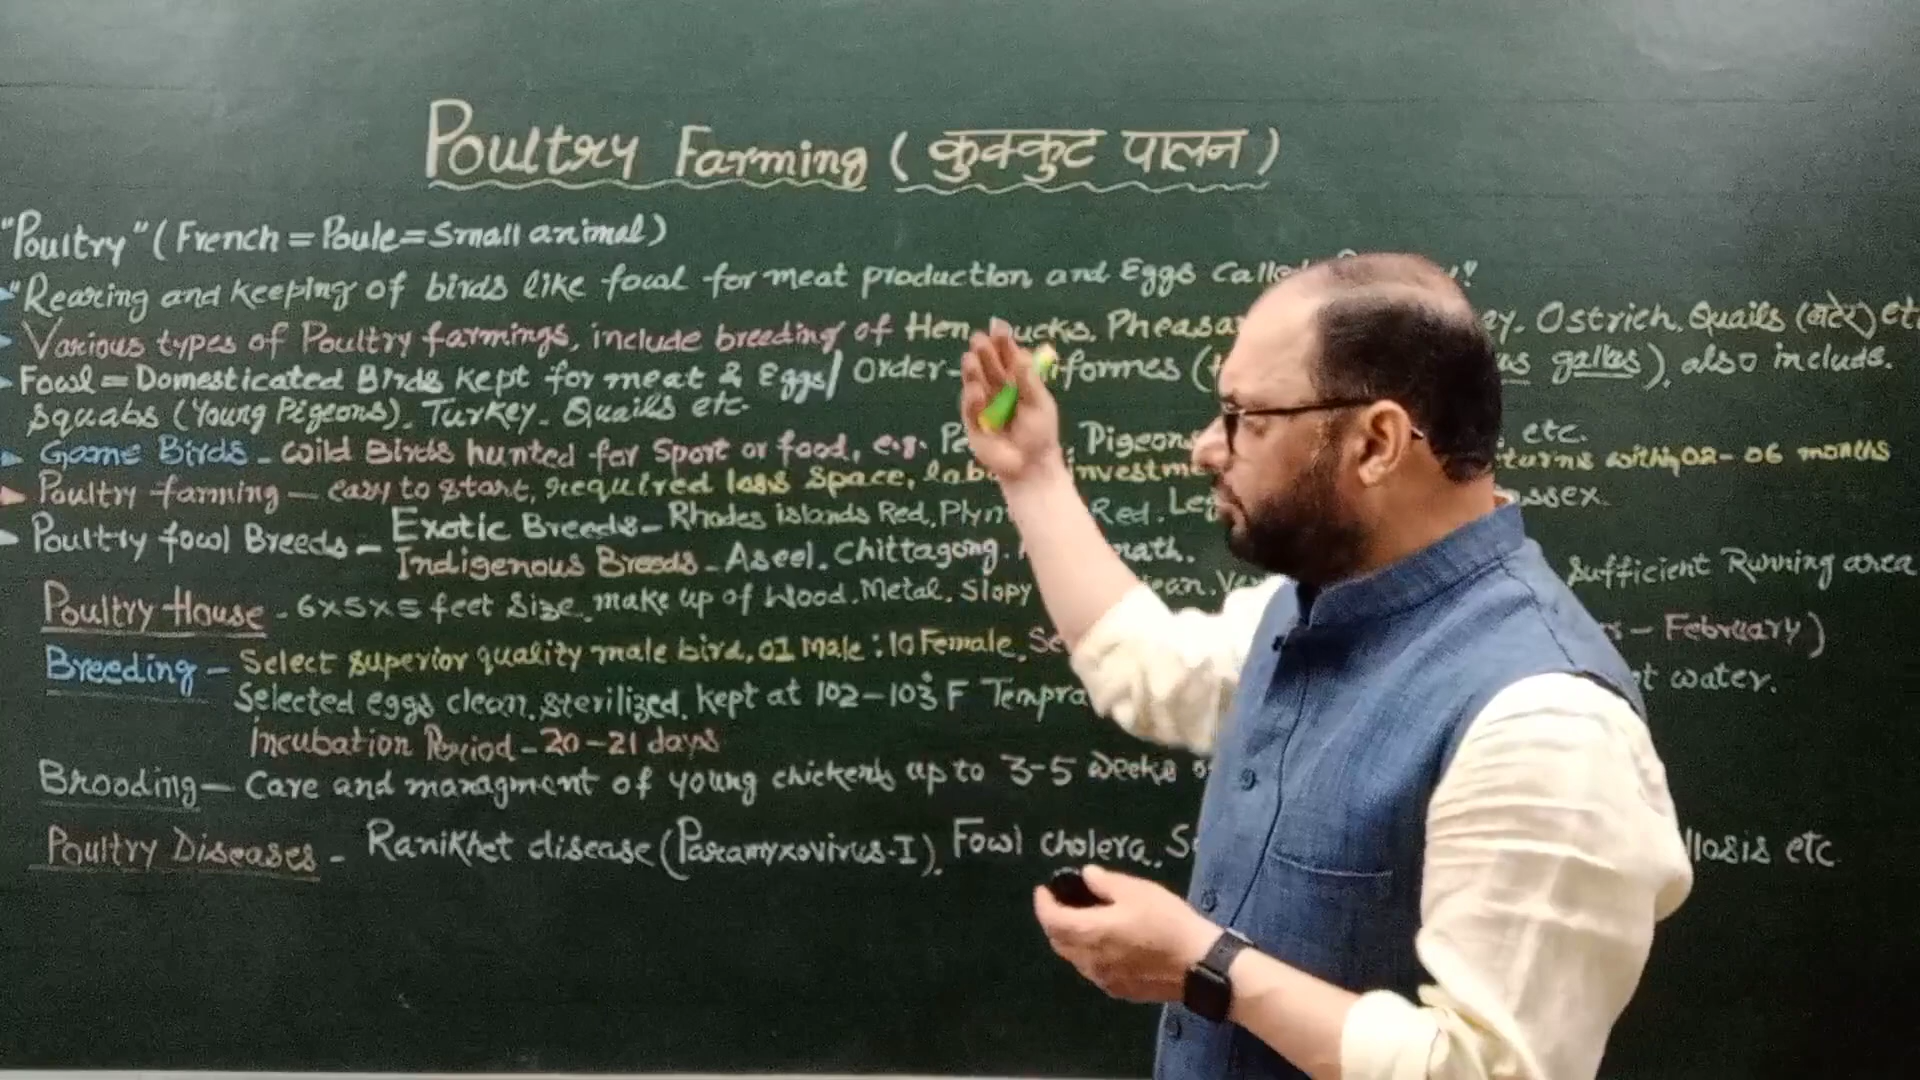 Poultry Farming (कुक्कुट पालन)
"Poultry" (French = Poule = Small animal)
"Rearing and keeping of birds like fowl for meat production and Eggs Called
Various types of Poultry farmings, include breeding of Hen Ducks. Ostrich. Quails (बटेर) etc
Fowl = Domesticated Birds kept for meat & Eggs/ Order- gallus), also include.
Squabs (Young Pigeons). Turkey. Quails etc.
Game Birds - Wild Birds hunted for Sport or food, e.g. Pigeon etc.
Poultry farming - easy to start, required less Space, within 02-06 months
Poultry fowl Breeds - Exotic Breeds - Rhodes islands Red, Red.
Indigenous Breeds - Aseel. Chittagong.
Poultry House - 6x5x5 feet Size, make up of Wood. Metal. Slopy Sufficient Running area
Breeding - Select superior quality male bird, 01 Male : 10 Female, - February)
Selected eggs clean, sterilized, kept at 102-103° F water.
Incubation Period - 20-21 days
Brooding - Care and managment of young chickens up to 3-5 weeks
Poultry Diseases - Ranikhet disease (Paramyxovirus-I), Fowl cholera, etc